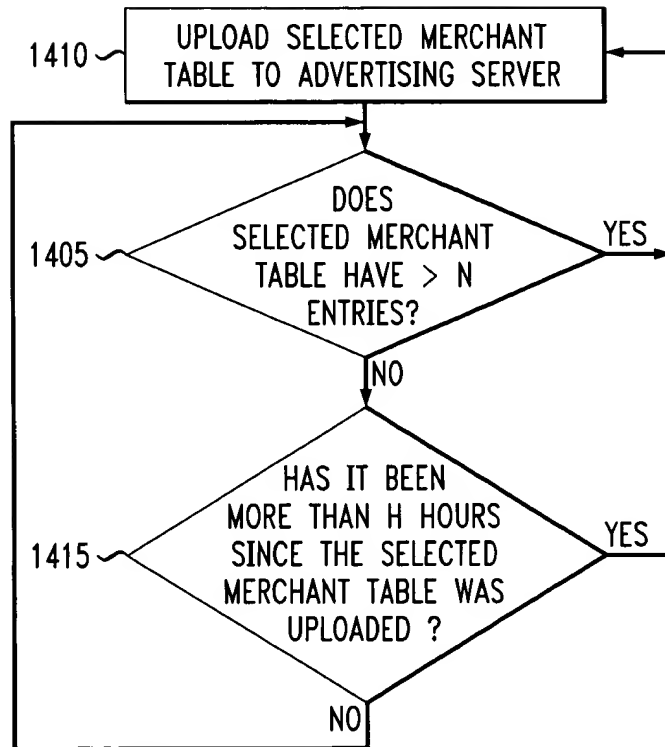 1410
UPLOAD SELECTED MERCHANT
TABLE TO ADVERTISING SERVER
1405
DOES
SELECTED MERCHANT
TABLE HAVE > N
ENTRIES?
YES
NO
1415
HAS IT BEEN
MORE THAN H HOURS
SINCE THE SELECTED
MERCHANT TABLE WAS
UPLOADED ?
YES
NO